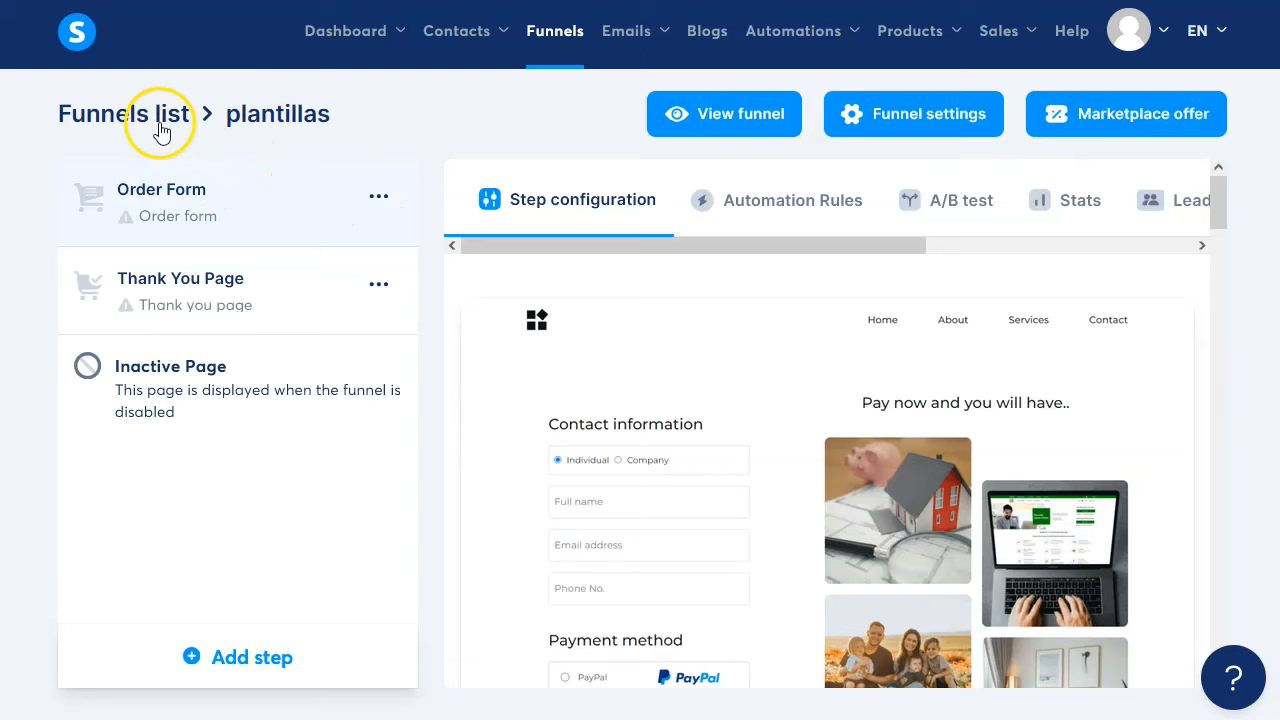 S Dashboard Contacts Funnels Emails Blogs Automations Products Sales Help EN
Funnels list > plantillas
View funnel Funnel settings Marketplace offer
Order Form
Order form
Thank You Page
Thank you page
Inactive Page
This page is displayed when the funnel is
disabled
Add step
Step configuration Automation Rules A/B test Stats Lead
Home About Services Contact
Pay now and you will have..
Contact information
Individual Company
Full name
Email address
Phone No.
Payment method
PayPal PayPal
?